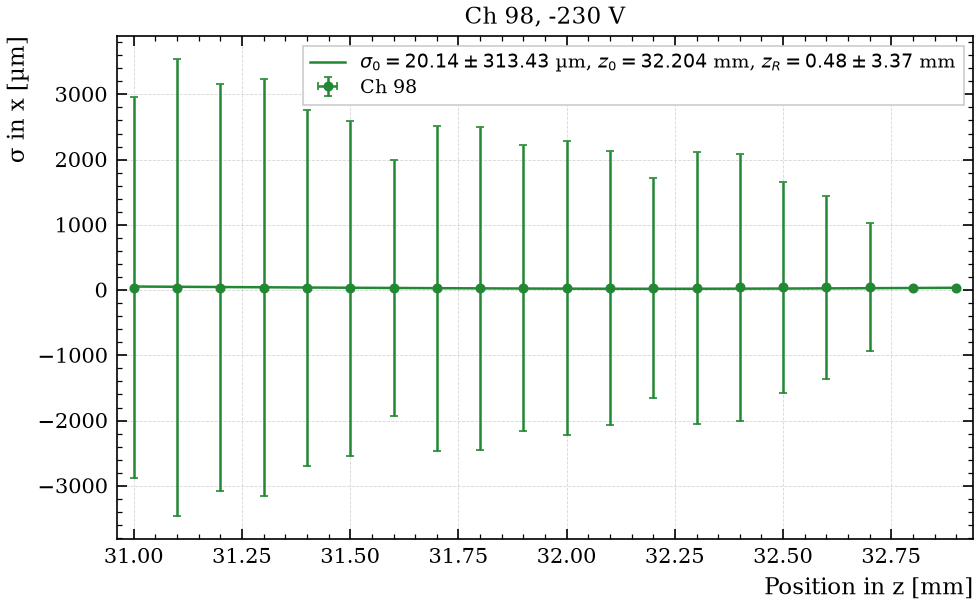 Ch 98, -230 V
σ in x [µm]
σ₀ = 20.14 ± 313.43 µm, z₀ = 32.204 mm, z_R = 0.48 ± 3.37 mm
Ch 98
3000
2000
1000
0
−1000
−2000
−3000
31.00 31.25 31.50 31.75 32.00 32.25 32.50 32.75
Position in z [mm]